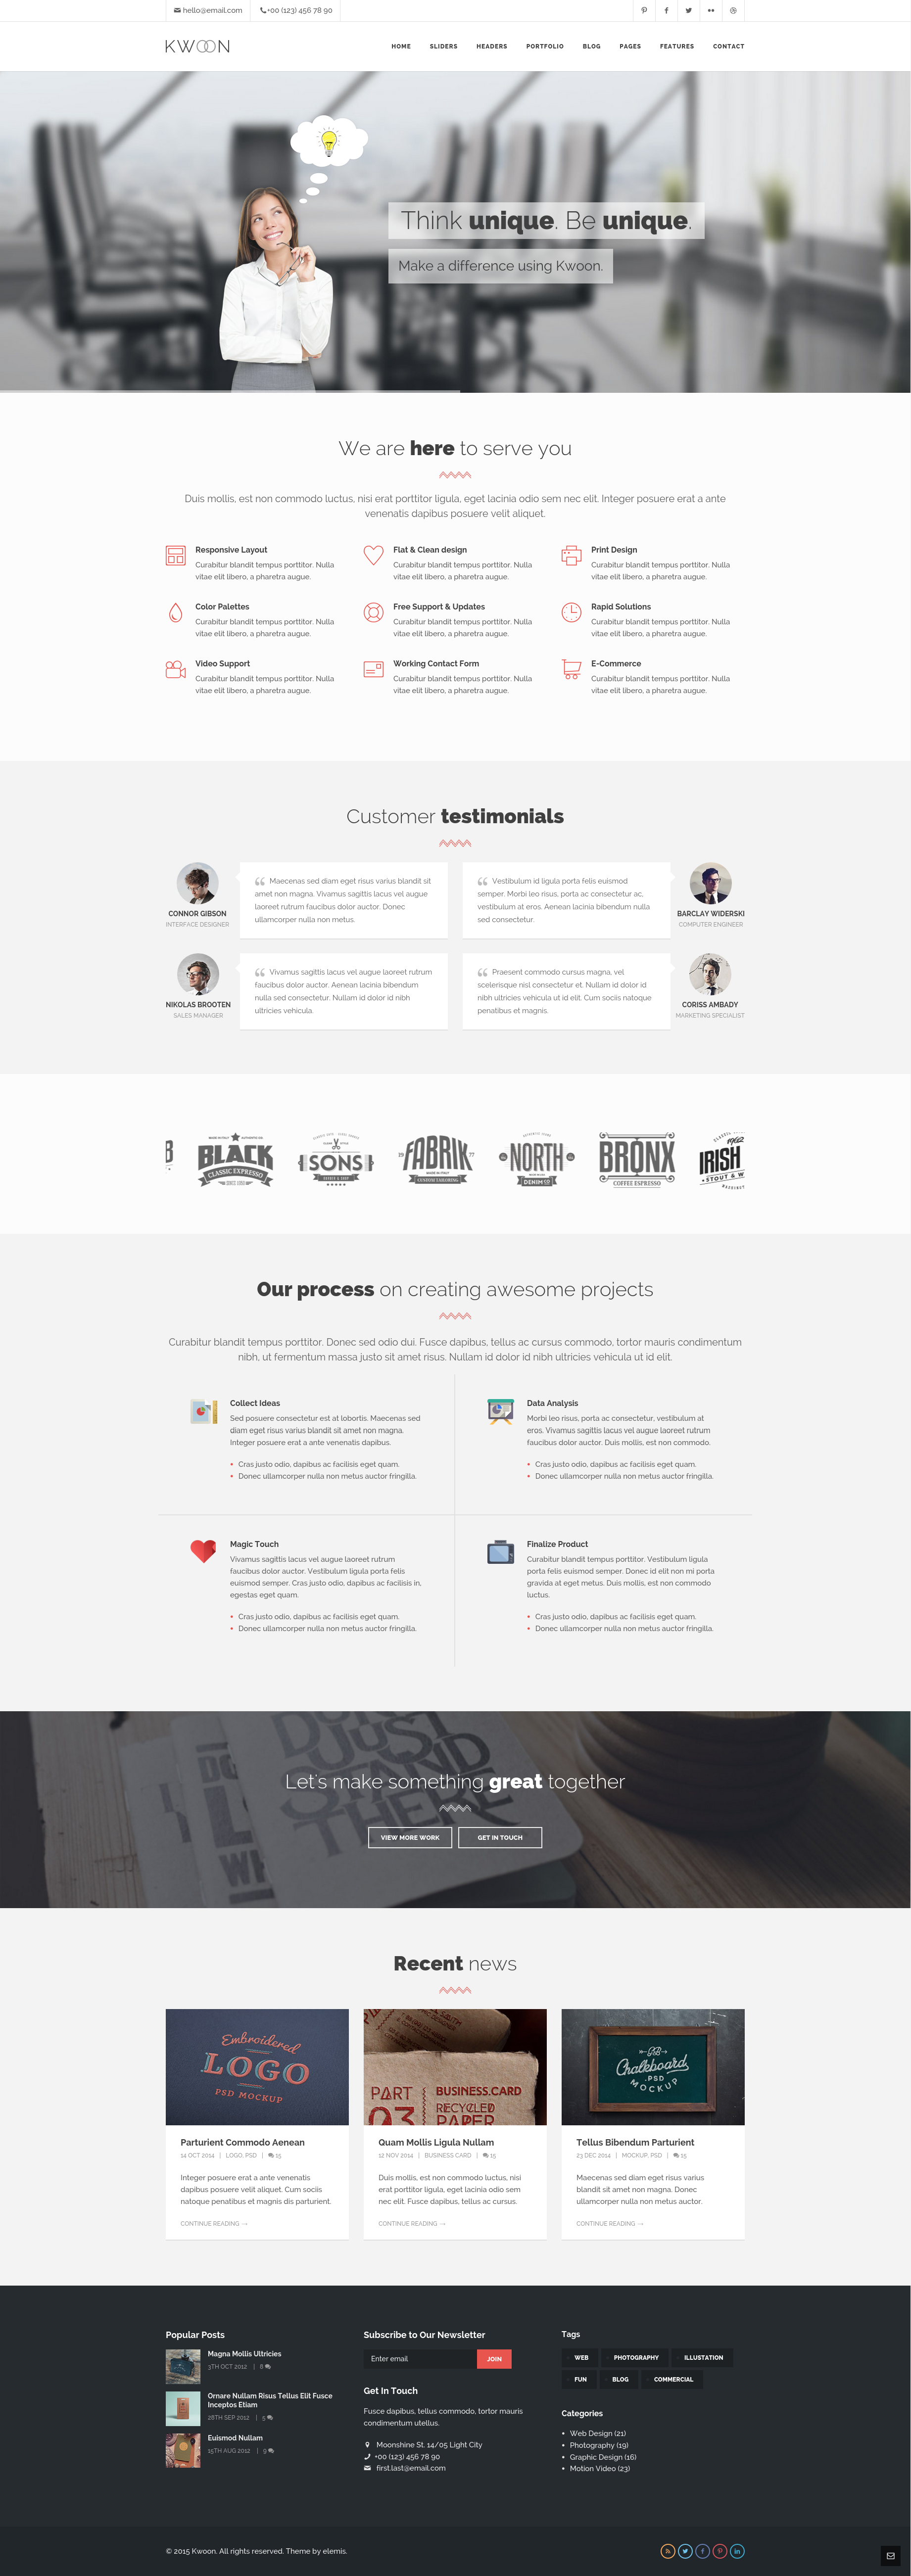 hello@email.com
+00 (123) 456 78 90
KWOON
HOME SLIDERS HEADERS PORTFOLIO BLOG PAGES FEATURES CONTACT
Think unique. Be unique.
Make a difference using Kwoon.
We are here to serve you
Duis mollis, est non commodo luctus, nisi erat porttitor ligula, eget lacinia odio sem nec elit. Integer posuere erat a ante
venenatis dapibus posuere velit aliquet.
Responsive Layout
Curabitur blandit tempus porttitor. Nulla
vitae elit libero, a pharetra augue.
Flat & Clean design
Curabitur blandit tempus porttitor. Nulla
vitae elit libero, a pharetra augue.
Print Design
Curabitur blandit tempus porttitor. Nulla
vitae elit libero, a pharetra augue.
Color Palettes
Curabitur blandit tempus porttitor. Nulla
vitae elit libero, a pharetra augue.
Free Support & Updates
Curabitur blandit tempus porttitor. Nulla
vitae elit libero, a pharetra augue.
Rapid Solutions
Curabitur blandit tempus porttitor. Nulla
vitae elit libero, a pharetra augue.
Video Support
Curabitur blandit tempus porttitor. Nulla
vitae elit libero, a pharetra augue.
Working Contact Form
Curabitur blandit tempus porttitor. Nulla
vitae elit libero, a pharetra augue.
E-Commerce
Curabitur blandit tempus porttitor. Nulla
vitae elit libero, a pharetra augue.
Customer testimonials
CONNOR GIBSON
INTERFACE DESIGNER
Maecenas sed diam eget risus varius blandit sit
amet non magna. Vivamus sagittis lacus vel augue
laoreet rutrum faucibus dolor auctor. Donec
ullamcorper nulla non metus.
Vestibulum id ligula porta felis euismod
semper. Morbi leo risus, porta ac consectetur ac,
vestibulum at eros. Aenean lacinia bibendum nulla
sed consectetur.
BARCLAY WIDERSKI
COMPUTER ENGINEER
NIKOLAS BROOTEN
SALES MANAGER
Vivamus sagittis lacus vel augue laoreet rutrum
faucibus dolor auctor. Aenean lacinia bibendum
nulla sed consectetur. Nullam id dolor id nibh
ultricies vehicula.
Praesent commodo cursus magna, vel
scelerisque nisl consectetur et. Nullam id dolor id
nibh ultricies vehicula ut id elit. Cum sociis natoque
penatibus et magnis.
CORISS AMBADY
MARKETING SPECIALIST
BLACK
CLASSIC EXPRESSO
SONS
FABRIK
29 77
MADE IN ITALY
CUSTOM TAILORING
NORTH
DENIM CO
BRONX
COFFEE ESPRESSO
1962
IRISH
STOUT & W
Our process on creating awesome projects
Curabitur blandit tempus porttitor. Donec sed odio dui. Fusce dapibus, tellus ac cursus commodo, tortor mauris condimentum
nibh, ut fermentum massa justo sit amet risus. Nullam id dolor id nibh ultricies vehicula ut id elit.
Collect Ideas
Sed posuere consectetur est at lobortis. Maecenas sed
diam eget risus varius blandit sit amet non magna.
Integer posuere erat a ante venenatis dapibus.
Cras justo odio, dapibus ac facilisis eget quam.
Donec ullamcorper nulla non metus auctor fringilla.
Data Analysis
Morbi leo risus, porta ac consectetur, vestibulum at
eros. Vivamus sagittis lacus vel augue laoreet rutrum
faucibus dolor auctor. Duis mollis, est non commodo.
Cras justo odio, dapibus ac facilisis eget quam.
Donec ullamcorper nulla non metus auctor fringilla.
Magic Touch
Vivamus sagittis lacus vel augue laoreet rutrum
faucibus dolor auctor. Vestibulum ligula porta felis
euismod semper. Cras justo odio, dapibus ac facilisis in,
egestas eget quam.
Cras justo odio, dapibus ac facilisis eget quam.
Donec ullamcorper nulla non metus auctor fringilla.
Finalize Product
Curabitur blandit tempus porttitor. Vestibulum ligula
porta felis euismod semper. Donec id elit non mi porta
gravida at eget metus. Duis mollis, est non commodo
luctus.
Cras justo odio, dapibus ac facilisis eget quam.
Donec ullamcorper nulla non metus auctor fringilla.
Let's make something great together
VIEW MORE WORK
GET IN TOUCH
Recent news
Embroidered
LOGO
PSD MOCKUP
Parturient Commodo Aenean
14 OCT 2014 | LOGO, PSD | 15
Integer posuere erat a ante venenatis
dapibus posuere velit aliquet. Cum sociis
natoque penatibus et magnis dis parturient.
CONTINUE READING →
PART
03
BUSINESS.CARD
RECYCLED
PAPER
Quam Mollis Ligula Nullam
12 NOV 2014 | BUSINESS CARD | 15
Duis mollis, est non commodo luctus, nisi
erat porttitor ligula, eget lacinia odio sem
nec elit. Fusce dapibus, tellus ac cursus.
CONTINUE READING →
Chalkboard
.PSD
MOCKUP
Tellus Bibendum Parturient
23 DEC 2014 | MOCKUP, PSD | 15
Maecenas sed diam eget risus varius
blandit sit amet non magna. Donec
ullamcorper nulla non metus auctor.
CONTINUE READING →
Popular Posts
Magna Mollis Ultricies
3TH OCT 2012 | 8
Ornare Nullam Risus Tellus Elit Fusce
Inceptos Etiam
28TH SEP 2012 | 5
Euismod Nullam
15TH AUG 2012 | 9
Subscribe to Our Newsletter
Enter email
JOIN
Get In Touch
Fusce dapibus, tellus commodo, tortor mauris
condimentum utellus.
Moonshine St. 14/05 Light City
+00 (123) 456 78 90
first.last@email.com
Tags
WEB PHOTOGRAPHY ILLUSTATION
FUN BLOG COMMERCIAL
Categories
Web Design (21)
Photography (19)
Graphic Design (16)
Motion Video (23)
© 2015 Kwoon. All rights reserved. Theme by elemis.